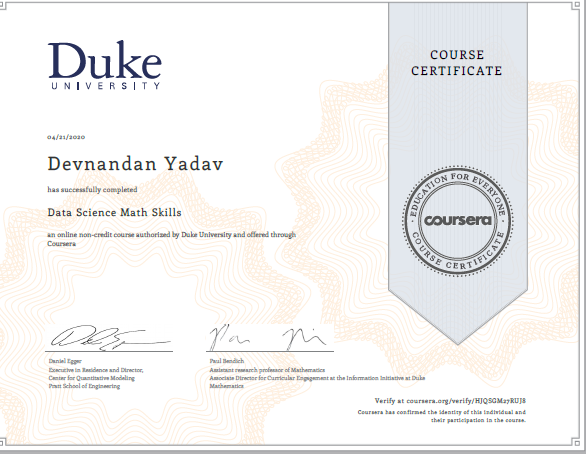 Duke
UNIVERSITY
COURSE
CERTIFICATE
04/21/2020
Devnandan Yadav
has successfully completed
Data Science Math Skills
an online non-credit course authorized by Duke University and offered through
Coursera
EDUCATION FOR EVERYONE
coursera
COURSE CERTIFICATE
Daniel Egger
Executive in Residence and Director,
Center for Quantitative Modeling
Pratt School of Engineering
Paul Bendich
Assistant research professor of Mathematics
Associate Director for Curricular Engagement at the Information Initiative at Duke
Mathematics
Verify at coursera.org/verify/HJQSGM27RUJ8
Coursera has confirmed the identity of this individual and
their participation in the course.